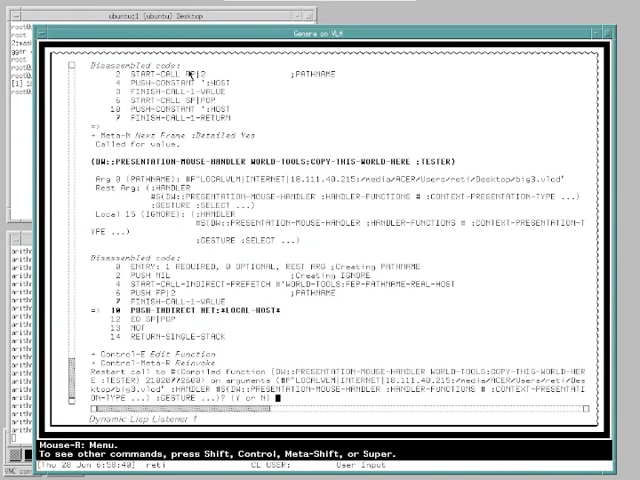 ubuntu:1 (ubuntu) Desktop
Genera on VLM
Disassembled code:
2 START-CALL AP|2 ;PATHNAME
4 PUSH-CONSTANT ':HOST
3 FINISH-CALL-1-VALUE
6 START-CALL SP|POP
10 PUSH-CONSTANT ':HOST
7 FINISH-CALL-1-RETURN
=>
+ Meta-N Next Frame :Detailed Yes
Called for value.
(DW::PRESENTATION-MOUSE-HANDLER WORLD-TOOLS:COPY-THIS-WORLD-HERE :TESTER)
Arg 0 (PATHNAME): #P"LOCALVLM|INTERNET|18.111.40.215:/media/ACER/Users/reti/Desktop/big3.vlod"
Rest Arg: (:HANDLER
#S(DW::PRESENTATION-MOUSE-HANDLER :HANDLER-FUNCTIONS # :CONTEXT-PRESENTATION-TYPE ...)
:GESTURE :SELECT ...)
Local 15 (IGNORE): (:HANDLER
#S(DW::PRESENTATION-MOUSE-HANDLER :HANDLER-FUNCTIONS # :CONTEXT-PRESENTATION-T
YPE ...)
:GESTURE :SELECT ...)
Disassembled code:
0 ENTRY: 1 REQUIRED, 0 OPTIONAL, REST ARG ;Creating PATHNAME
2 PUSH NIL ;Creating IGNORE
4 START-CALL-INDIRECT-PREFETCH #'WORLD-TOOLS:FEP-PATHNAME-REAL-HOST
6 PUSH FP|2 ;PATHNAME
7 FINISH-CALL-1-VALUE
=> 10 PUSH-INDIRECT NET:*LOCAL-HOST*
12 EQ SP|POP
13 NOT
14 RETURN-SINGLE-STACK
+ Control-E Edit Function
+ Control-Meta-R Reinvoke
Restart call to #(Compiled function (DW::PRESENTATION-MOUSE-HANDLER WORLD-TOOLS:COPY-THIS-WORLD-HER
E :TESTER) 21020772600) on arguments (#P"LOCALVLM|INTERNET|18.111.40.215:/media/ACER/Users/reti/Des
ktop/big3.vlod" :HANDLER #S(DW::PRESENTATION-MOUSE-HANDLER :HANDLER-FUNCTIONS # :CONTEXT-PRESENTATI
ON-TYPE ...) :GESTURE ...)? (Y or N)
Dynamic Lisp Listener 1
Mouse-R: Menu.
To see other commands, press Shift, Control, Meta-Shift, or Super.
[Thu 28 Jun 6:58:40] reti CL USER: User Input